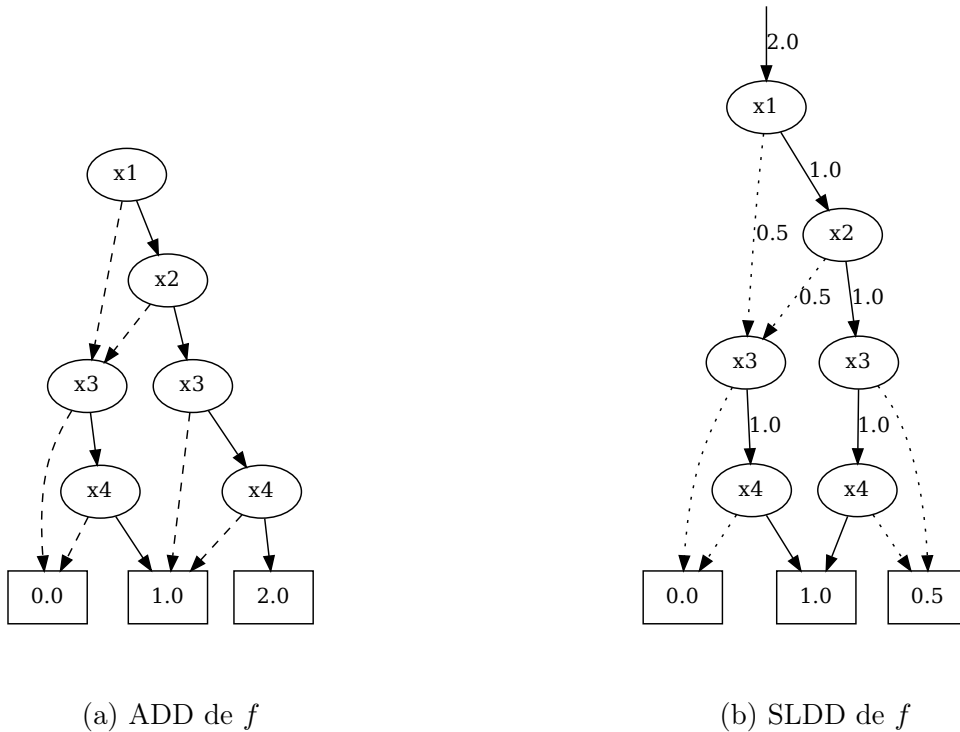 x1
x2
x3 x3
x4 x4
0.0 1.0 2.0
(a) ADD de f
2.0
x1
1.0
0.5 x2
0.5 1.0
x3 x3
1.0 1.0
x4 x4
0.0 1.0 0.5
(b) SLDD de f